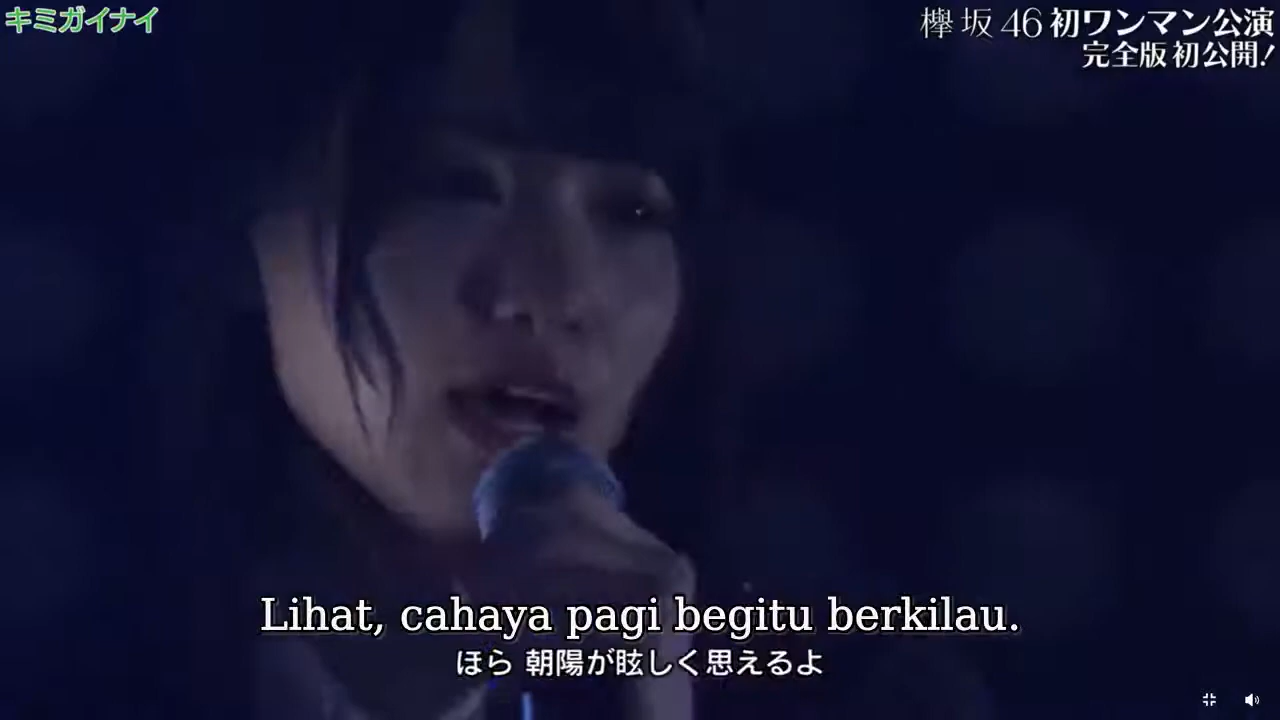 キミガイナイ
欅坂46初ワンマン公演
完全版 初公開!
Lihat, cahaya pagi begitu berkilau.
ほら 朝陽が眩しく思えるよ